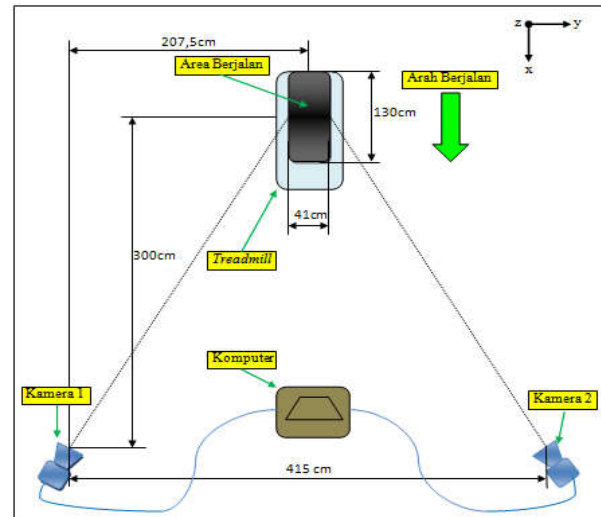 207,5cm
z
y
x
Area Berjalan
Arah Berjalan
130cm
41cm
300cm
Treadmill
Komputer
Kamera 1
Kamera 2
415 cm